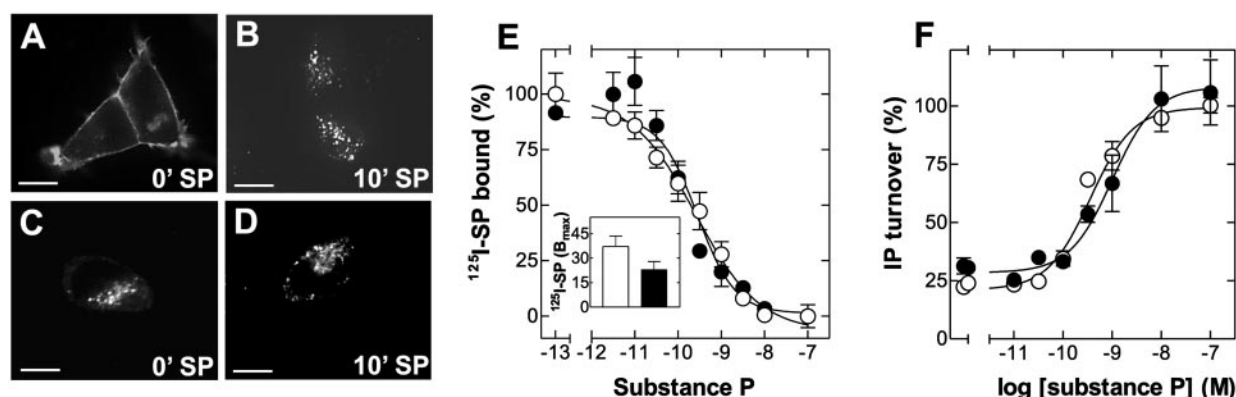 A
0' SP
B
10' SP
C
0' SP
D
10' SP
E
¹²⁵I-SP bound (%)
100
75
50
25
0
-13 -12 -11 -10 -9 -8 -7
Substance P
¹²⁵I-SP (Bmax)
45
30
15
0
F
IP turnover (%)
100
75
50
25
0
-11 -10 -9 -8 -7
log [substance P] (M)